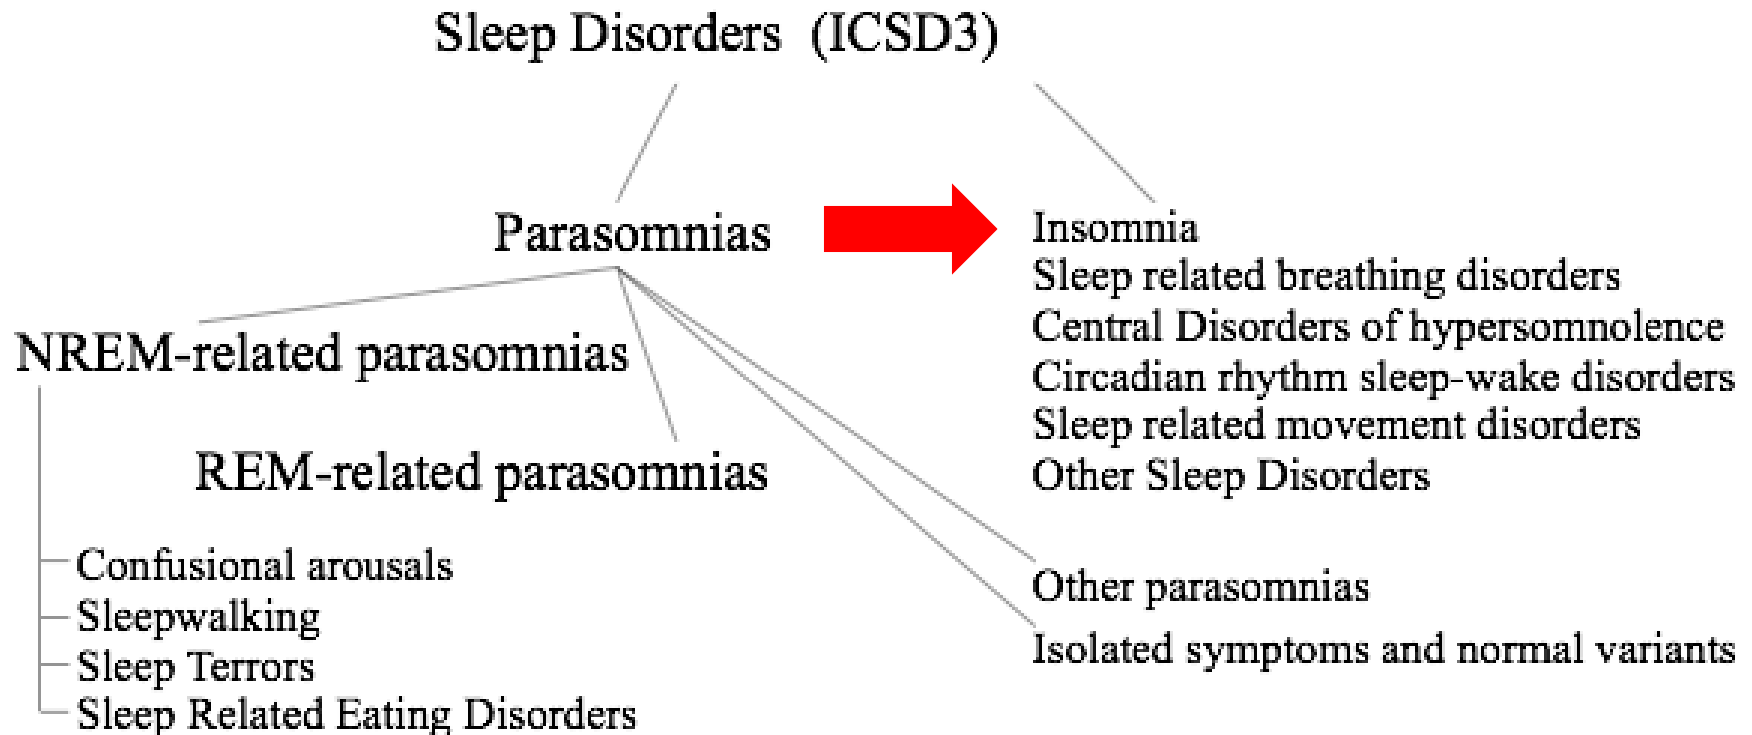 Sleep Disorders (ICSD3)
Parasomnias
Insomnia
Sleep related breathing disorders
Central Disorders of hypersomnolence
Circadian rhythm sleep-wake disorders
Sleep related movement disorders
Other Sleep Disorders
NREM-related parasomnias
REM-related parasomnias
Confusional arousals
Sleepwalking
Sleep Terrors
Sleep Related Eating Disorders
Other parasomnias
Isolated symptoms and normal variants